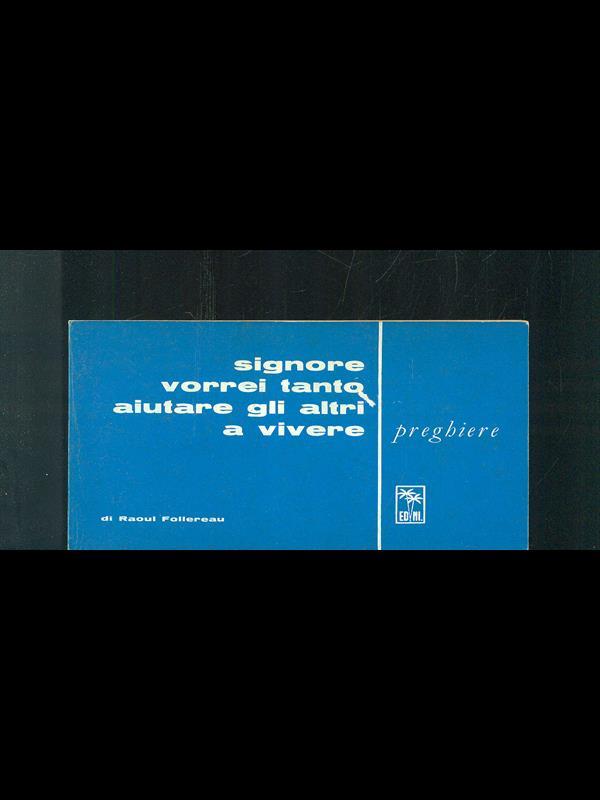 signore
vorrei tanto
aiutare gli altri
a vivere
preghiere
di Raoul Follereau
EDMI.